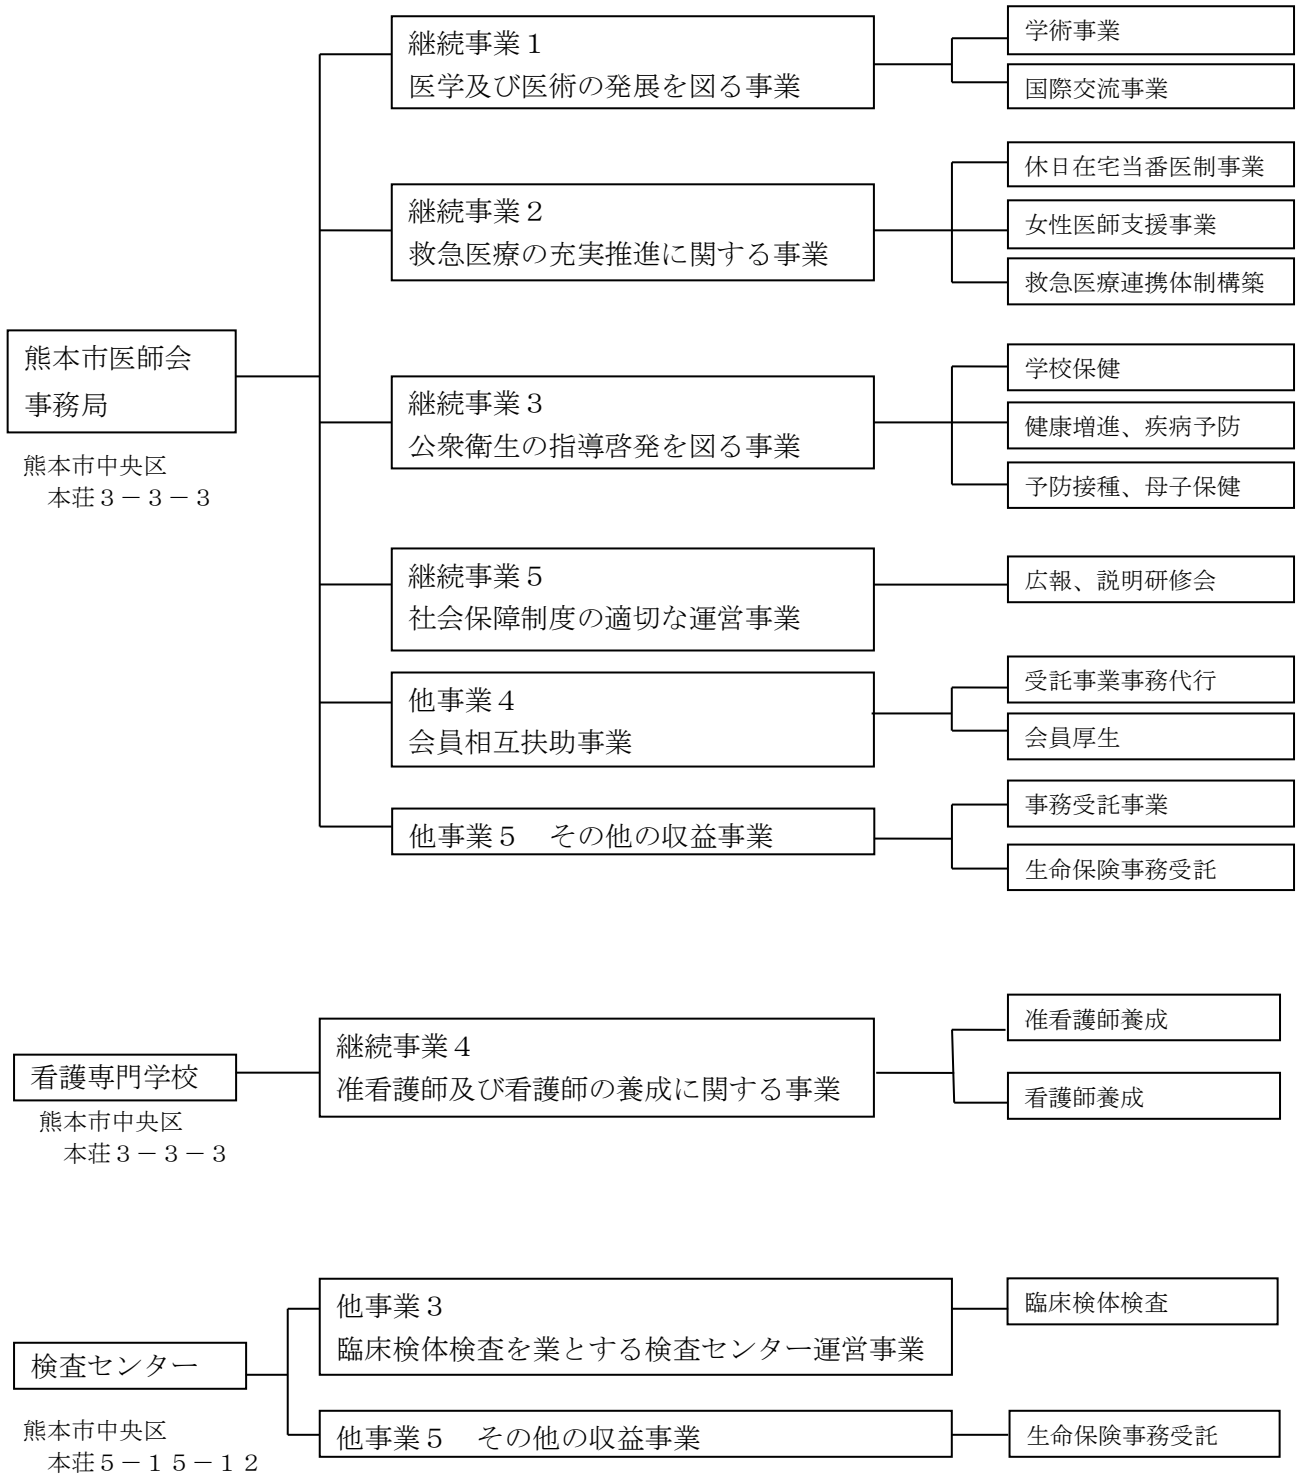 熊本市医師会
事務局
熊本市中央区
本荘３－３－３
継続事業１
医学及び医術の発展を図る事業
学術事業
国際交流事業
継続事業２
救急医療の充実推進に関する事業
休日在宅当番医制事業
女性医師支援事業
救急医療連携体制構築
継続事業３
公衆衛生の指導啓発を図る事業
学校保健
健康増進、疾病予防
予防接種、母子保健
継続事業５
社会保障制度の適切な運営事業
広報、説明研修会
他事業４
会員相互扶助事業
受託事業事務代行
会員厚生
他事業５　その他の収益事業
事務受託事業
生命保険事務受託
看護専門学校
熊本市中央区
本荘３－３－３
継続事業４
准看護師及び看護師の養成に関する事業
准看護師養成
看護師養成
検査センター
熊本市中央区
本荘５－１５－１２
他事業３
臨床検体検査を業とする検査センター運営事業
臨床検体検査
他事業５　その他の収益事業
生命保険事務受託